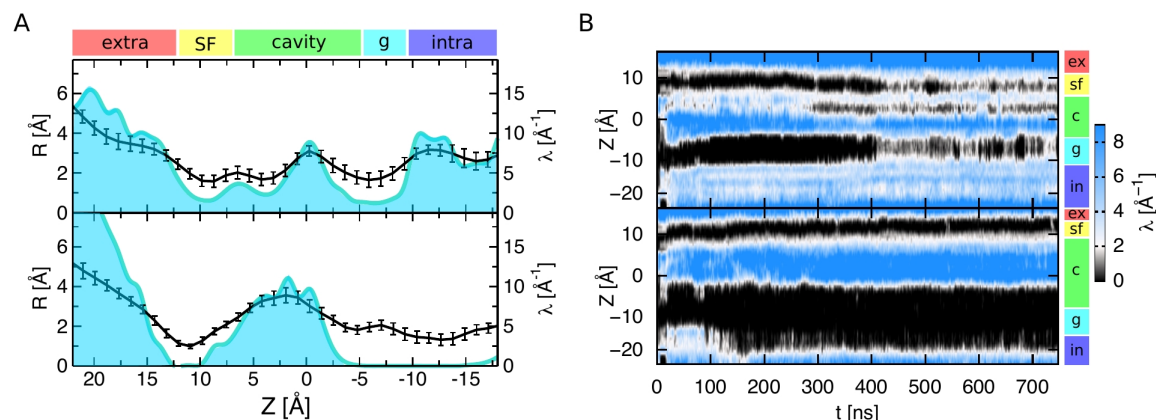 A
extra SF cavity g intra
6
4
2
0
R [Å]
15
10
5
0
λ [Å⁻¹]
6
4
2
0
R [Å]
15
10
5
0
λ [Å⁻¹]
20 15 10 5 0 -5 -10 -15
Z [Å]
B
10
0
−10
−20
Z [Å]
ex
sf
c
g
in
10
0
−10
−20
Z [Å]
ex
sf
c
g
in
0 100 200 300 400 500 600 700
t [ns]
8
6
4
2
0
λ [Å⁻¹]